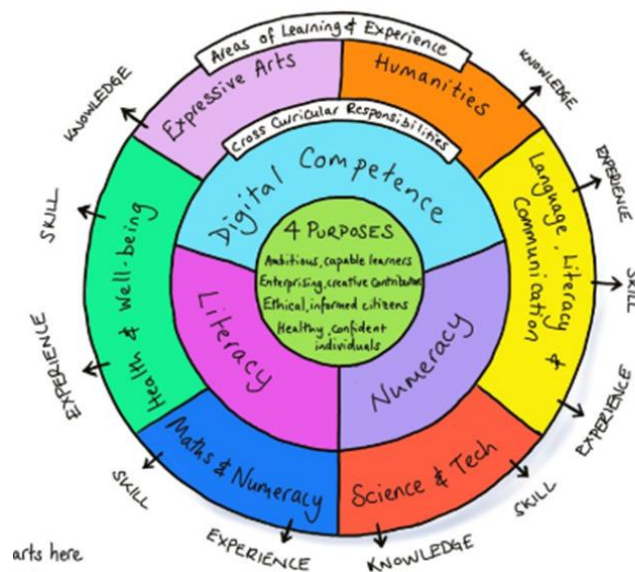 Areas of Learning & Experience
Expressive Arts
Humanities
Cross Curricular Responsibilities
Digital Competence
Language, Literacy &
Communication
Health & Well-being
4 PURPOSES
Ambitious, capable learners
Enterprising, creative contributors
Ethical, informed citizens
Healthy, confident
individuals
Literacy
Numeracy
Maths & Numeracy
Science & Tech
KNOWLEDGE
SKILL
EXPERIENCE
SKILL
EXPERIENCE
KNOWLEDGE
SKILL
EXPERIENCE
SKILL
EXPERIENCE
KNOWLEDGE
arts here